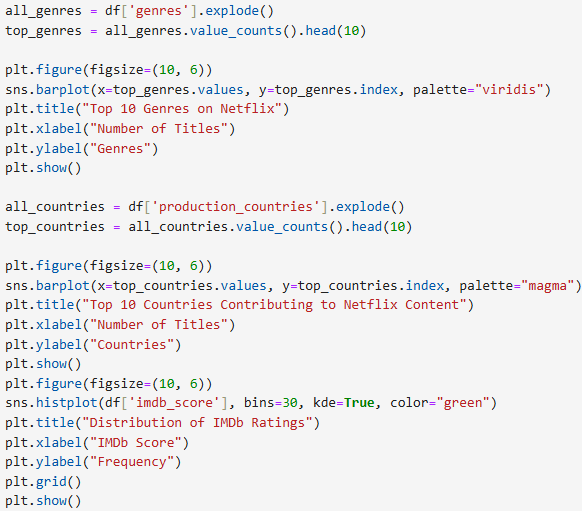 all_genres = df['genres'].explode()
top_genres = all_genres.value_counts().head(10)

plt.figure(figsize=(10, 6))
sns.barplot(x=top_genres.values, y=top_genres.index, palette="viridis")
plt.title("Top 10 Genres on Netflix")
plt.xlabel("Number of Titles")
plt.ylabel("Genres")
plt.show()

all_countries = df['production_countries'].explode()
top_countries = all_countries.value_counts().head(10)

plt.figure(figsize=(10, 6))
sns.barplot(x=top_countries.values, y=top_countries.index, palette="magma")
plt.title("Top 10 Countries Contributing to Netflix Content")
plt.xlabel("Number of Titles")
plt.ylabel("Countries")
plt.show()
plt.figure(figsize=(10, 6))
sns.histplot(df['imdb_score'], bins=30, kde=True, color="green")
plt.title("Distribution of IMDb Ratings")
plt.xlabel("IMDb Score")
plt.ylabel("Frequency")
plt.grid()
plt.show()